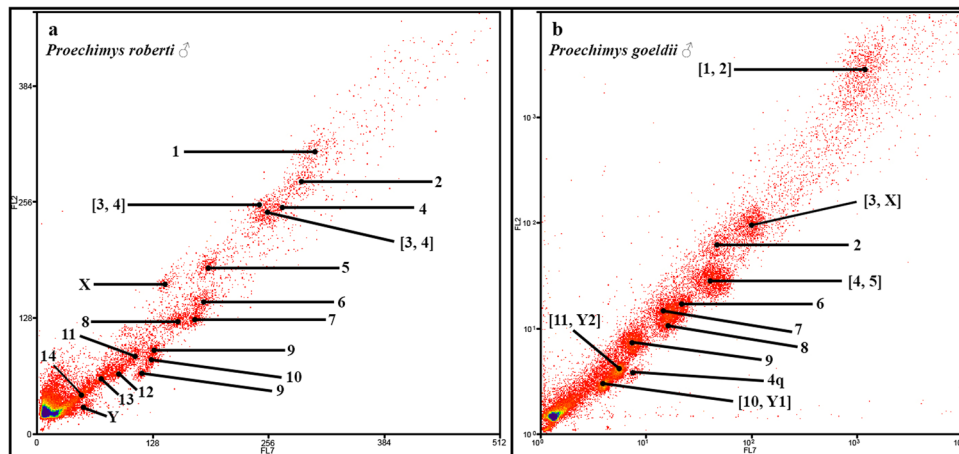 a
Proechimys roberti ♂
384
256
128
0
FL2
0
128
256
384
512
FL7
1
2
[3, 4]
4
[3, 4]
5
X
6
8
7
11
9
14
10
9
13
12
Y
b
Proechimys goeldii ♂
10³
10²
10¹
10⁰
FL2
10⁰
10¹
10²
10³
FL7
[1, 2]
[3, X]
2
[4, 5]
6
[11, Y2]
7
8
9
4q
[10, Y1]